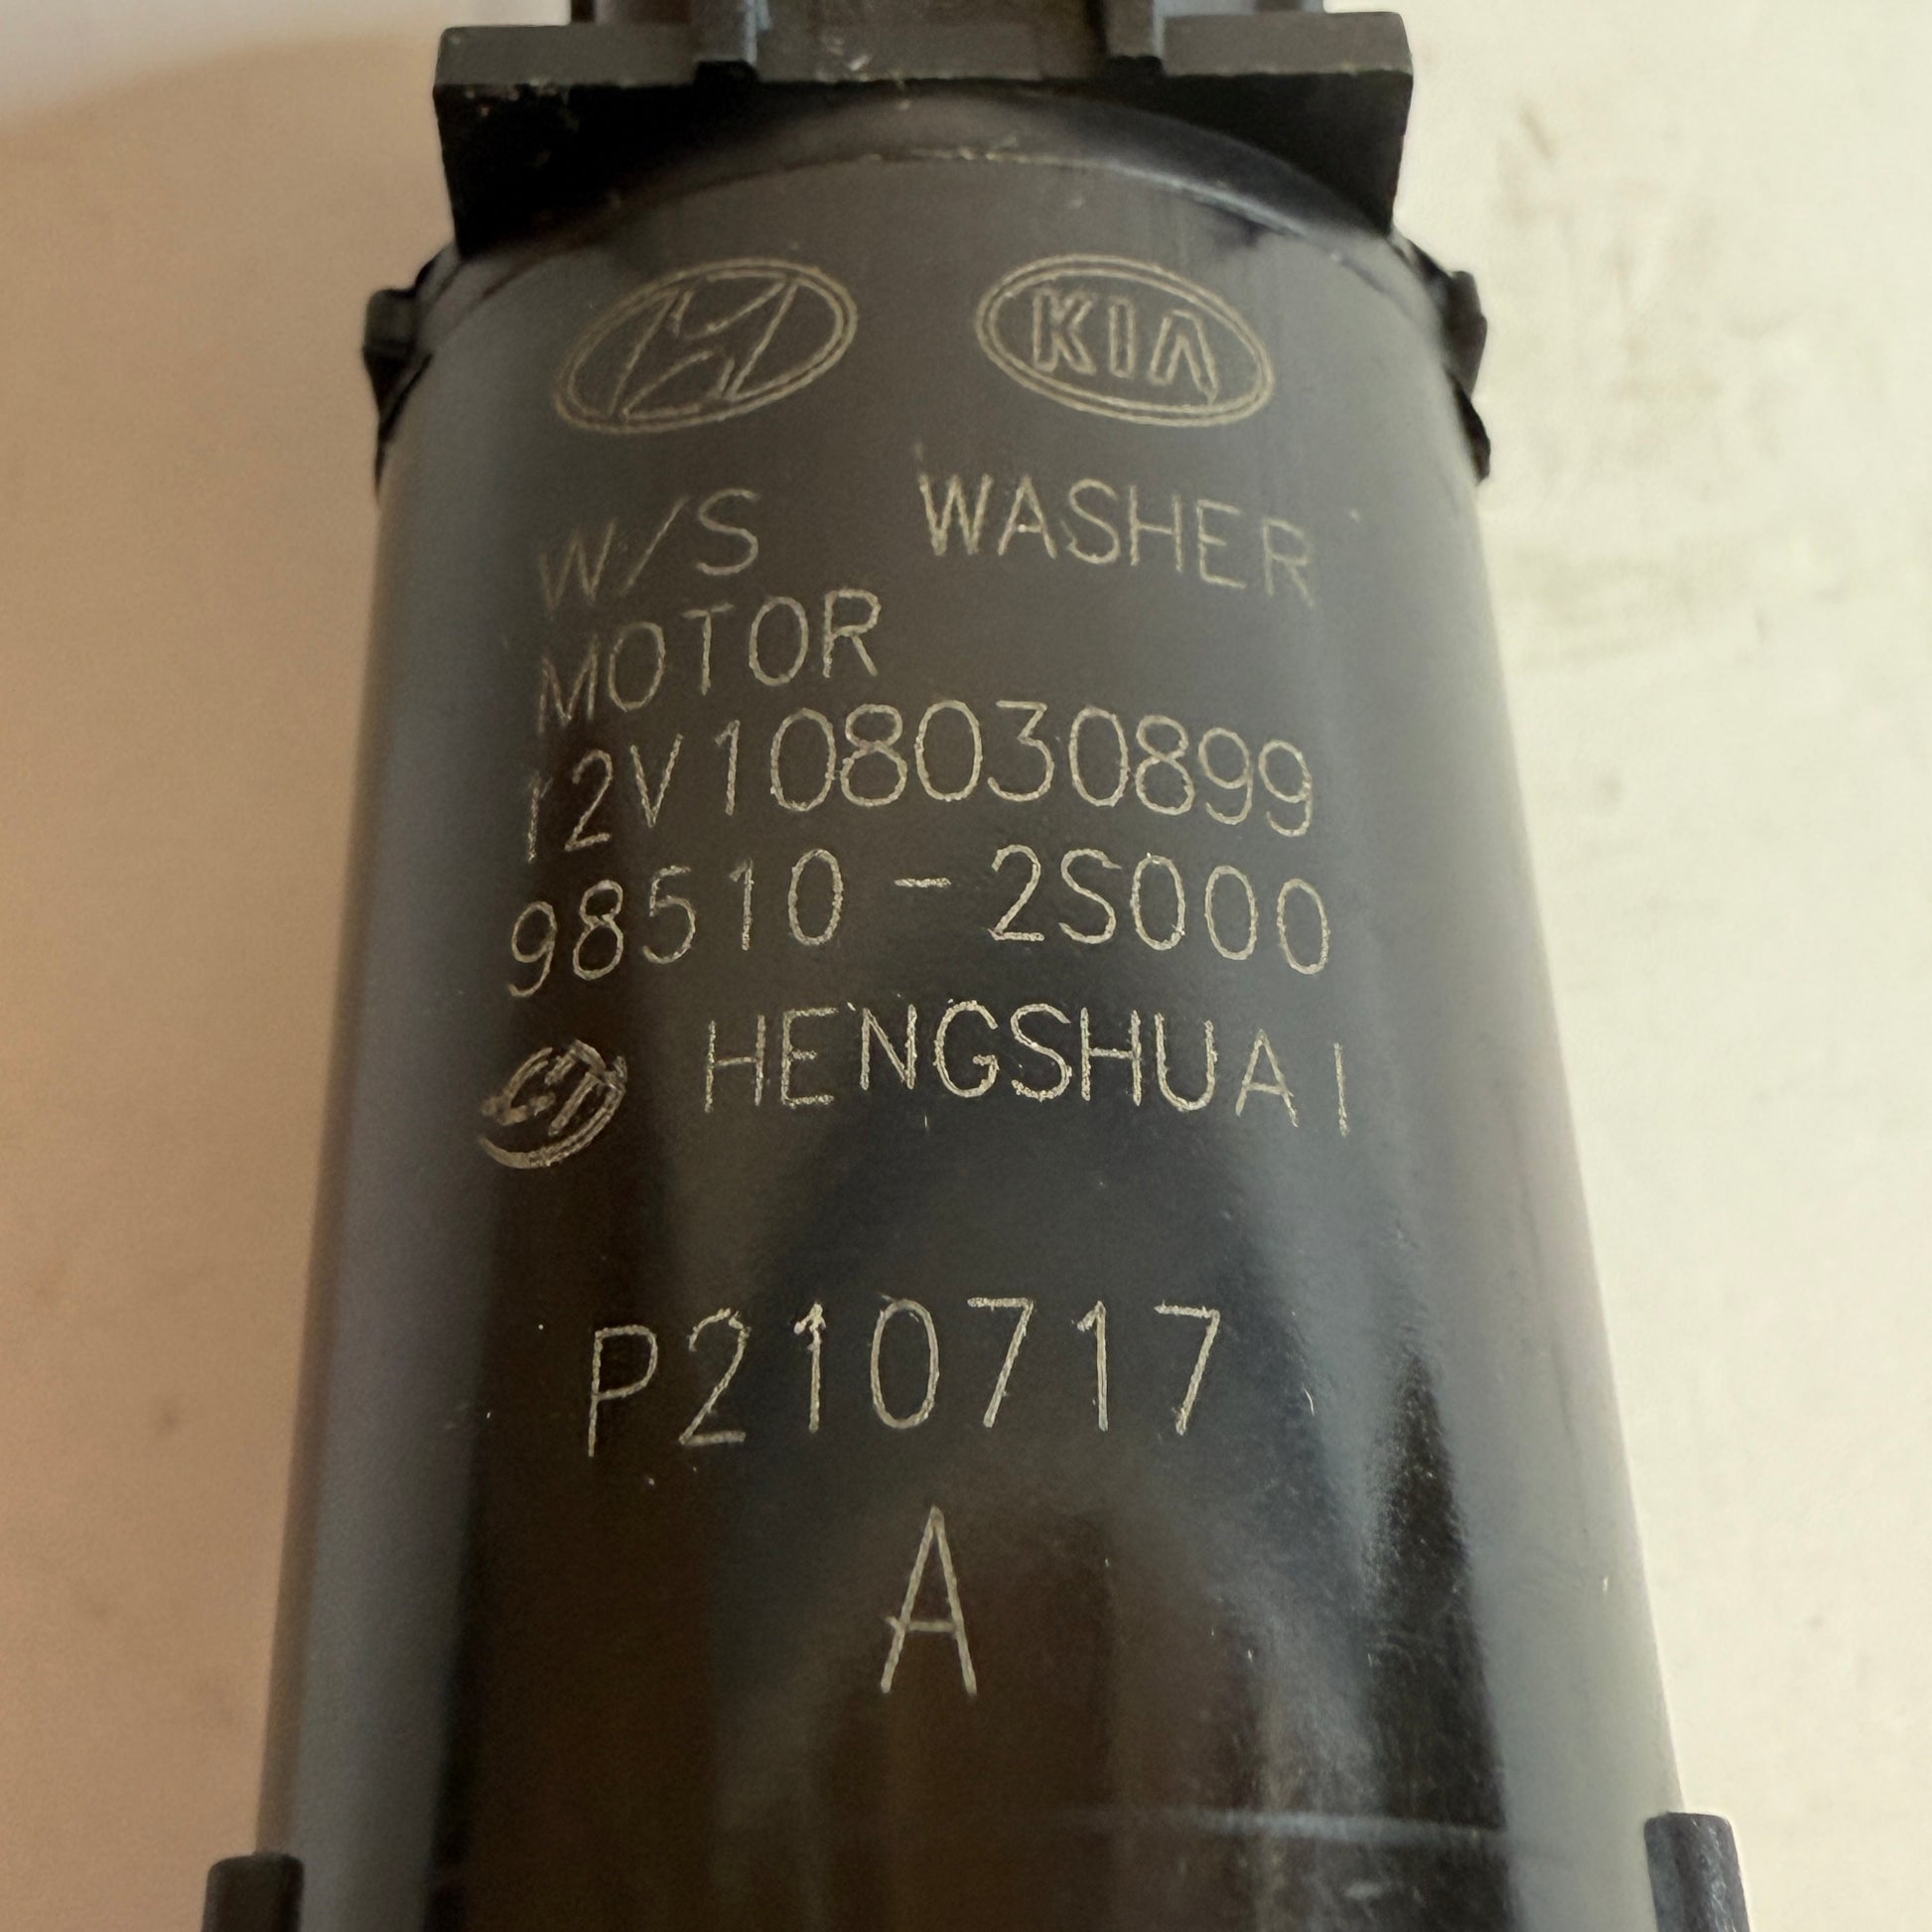 KIA
W/S WASHER
MOTOR
12V108030899
98510-2S000
HENGSHUAI
P210717
A